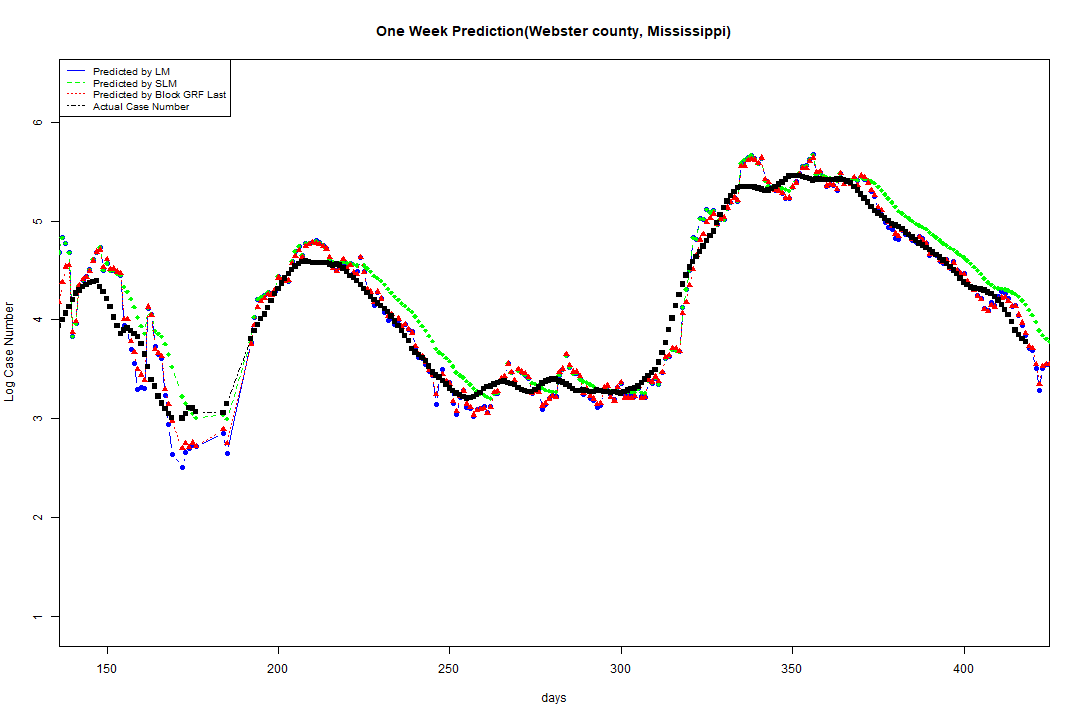 One Week Prediction(Webster county, Mississippi)
Predicted by LM
Predicted by SLM
Predicted by Block GRF Last
Actual Case Number
6
5
4
3
2
1
Log Case Number
150 200 250 300 350 400
days